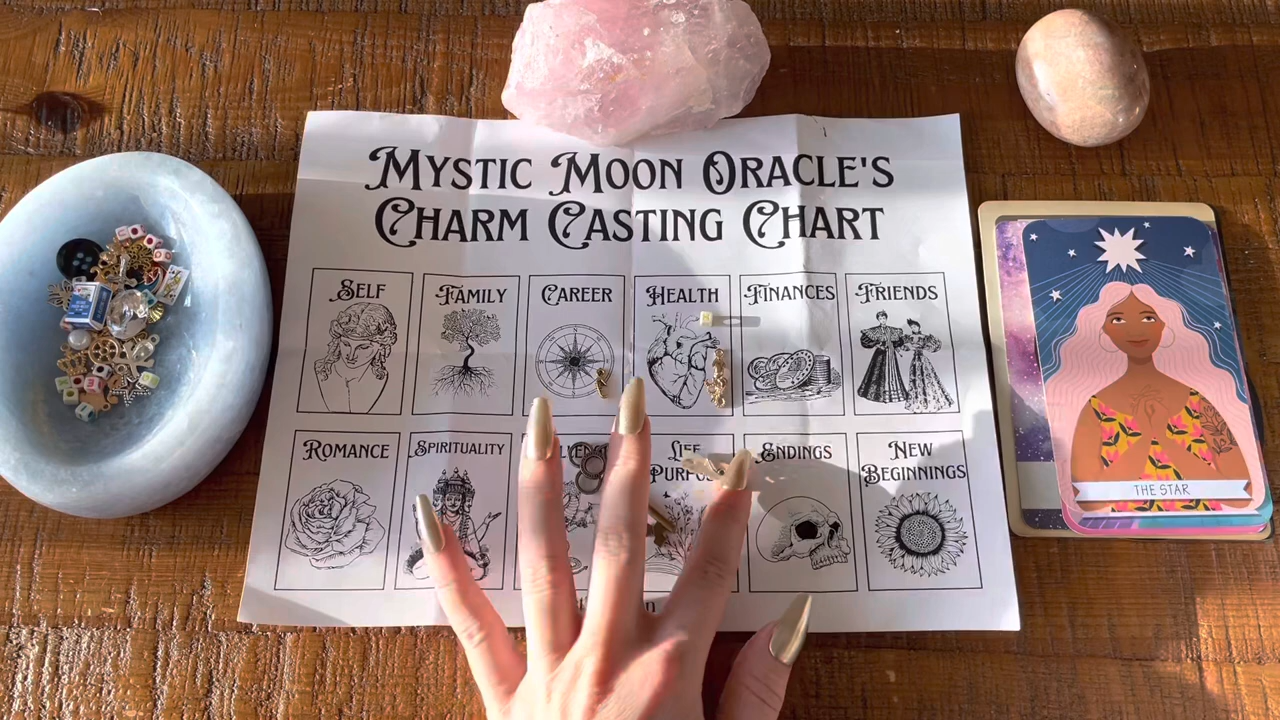 Mystic Moon Oracle's
Charm Casting Chart
Self
Family
Career
Health
Finances
Friends
Romance
Spirituality
Life
Endings
New
Beginnings
THE STAR